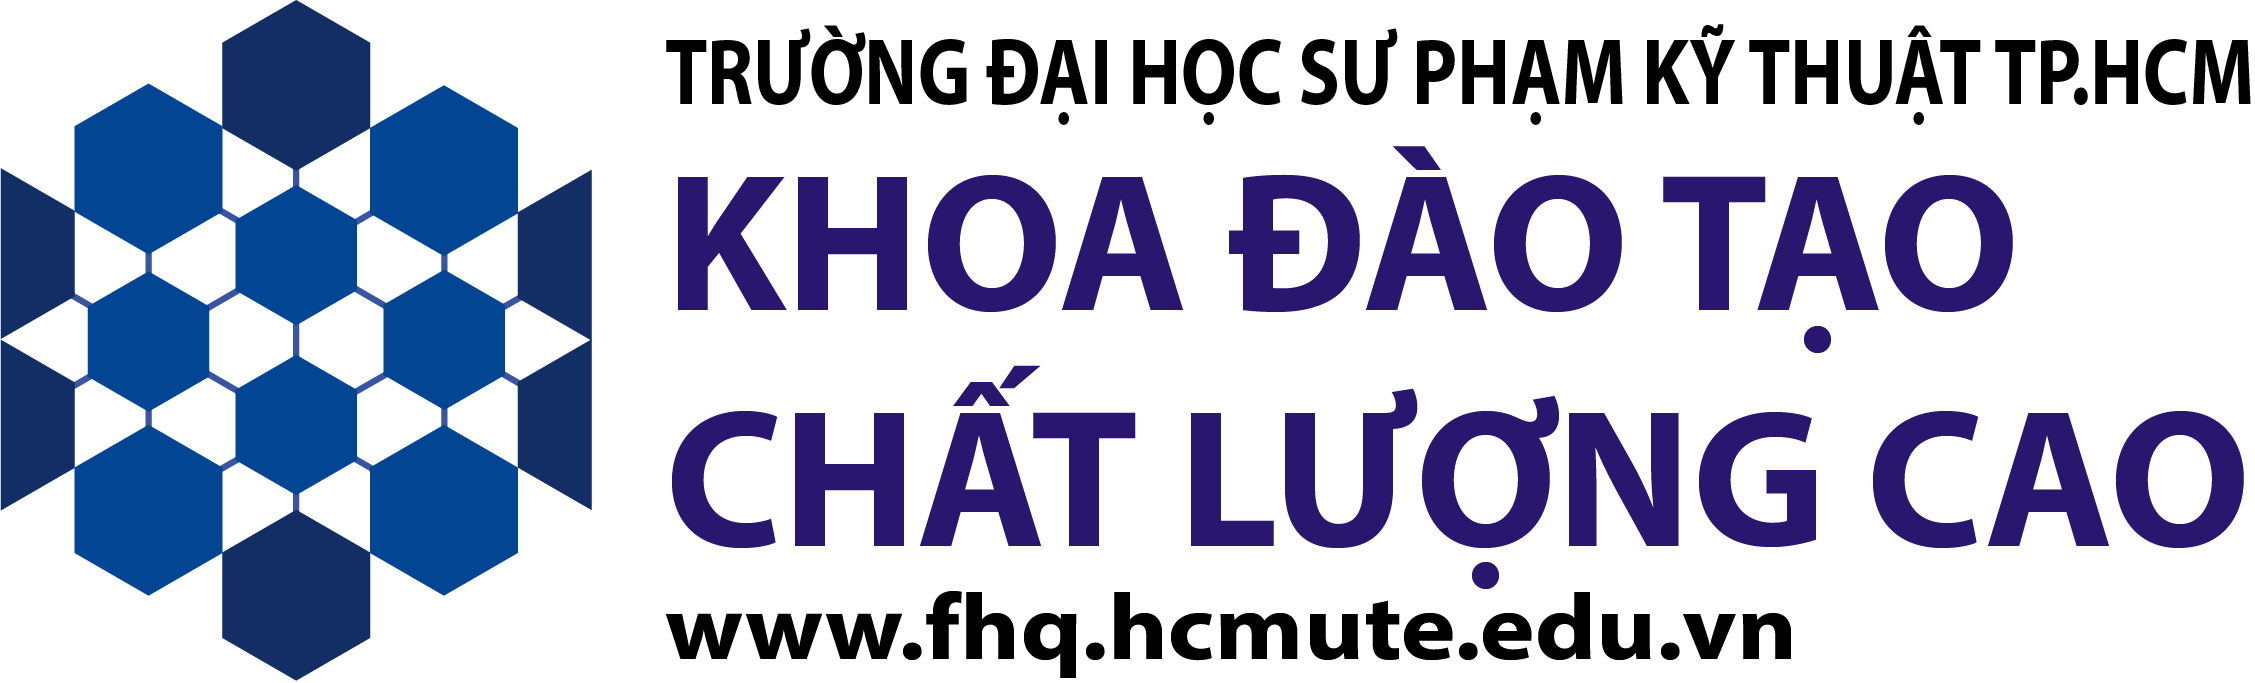 TRƯỜNG ĐẠI HỌC SƯ PHẠM KỸ THUẬT TP.HCM
KHOA ĐÀO TẠO
CHẤT LƯỢNG CAO
www.fhq.hcmute.edu.vn